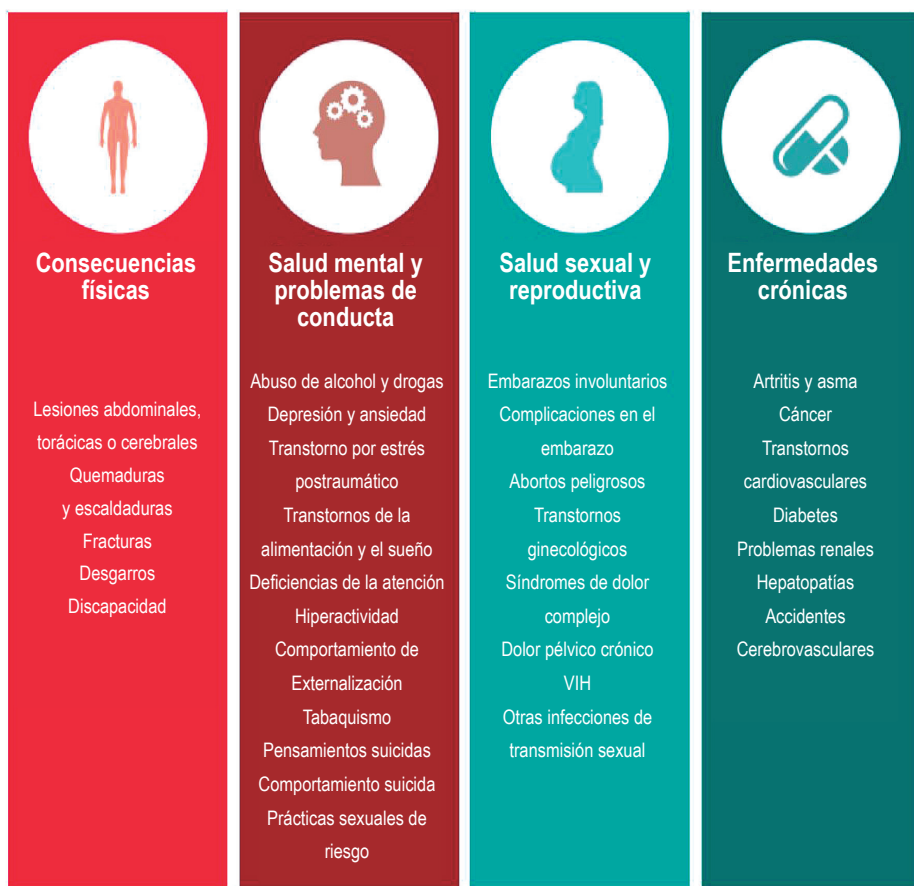 Consecuencias
físicas
Lesiones abdominales,
torácicas o cerebrales
Quemaduras
y escaldaduras
Fracturas
Desgarros
Discapacidad
Salud mental y
problemas de
conducta
Abuso de alcohol y drogas
Depresión y ansiedad
Transtorno por estrés
postraumático
Transtornos de la
alimentación y el sueño
Deficiencias de la atención
Hiperactividad
Comportamiento de
Externalización
Tabaquismo
Pensamientos suicidas
Comportamiento suicida
Prácticas sexuales de
riesgo
Salud sexual y
reproductiva
Embarazos involuntarios
Complicaciones en el
embarazo
Abortos peligrosos
Transtornos
ginecológicos
Síndromes de dolor
complejo
Dolor pélvico crónico
VIH
Otras infecciones de
transmisión sexual
Enfermedades
crónicas
Artritis y asma
Cáncer
Transtornos
cardiovasculares
Diabetes
Problemas renales
Hepatopatías
Accidentes
Cerebrovasculares